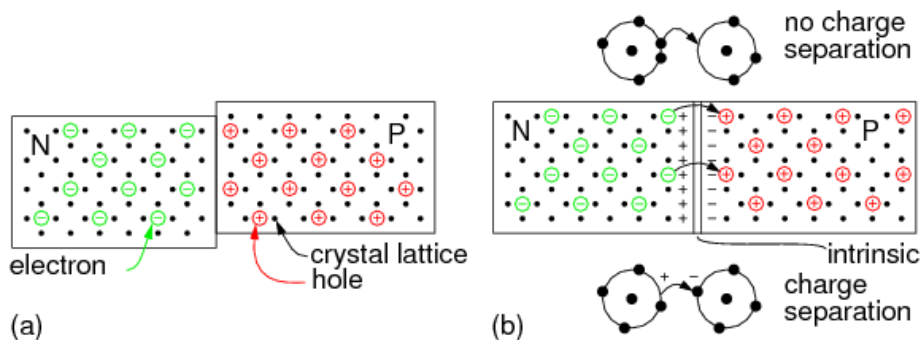 no charge
separation
N
P
N
P
electron
crystal lattice
hole
intrinsic
charge
separation
+ −
(a)
(b)